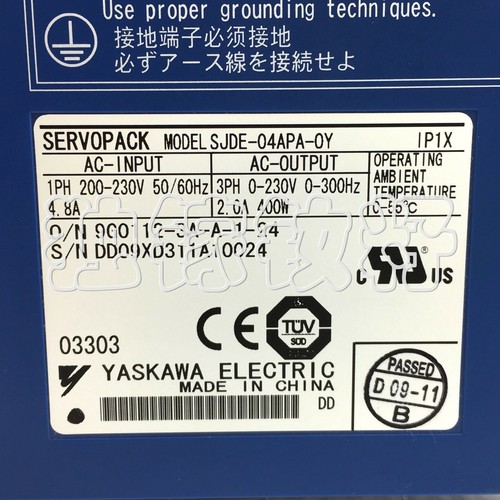 Use proper grounding techniques.
接地端子必须接地
必ずアース線を接続せよ
SERVOPACK MODEL SJDE-04APA-OY IP1X
AC-INPUT AC-OUTPUT OPERATING AMBIENT TEMPERATURE
1PH 200-230V 50/60Hz 3PH 0-230V 0-300Hz
4.8A 2.0A 400W 0-55°C
O/N
S/N DD09XD311A10024
C UL US
CE
TÜV
SÜD
03303
YASKAWA ELECTRIC
MADE IN CHINA
DD
PASSED
D 09-11
B